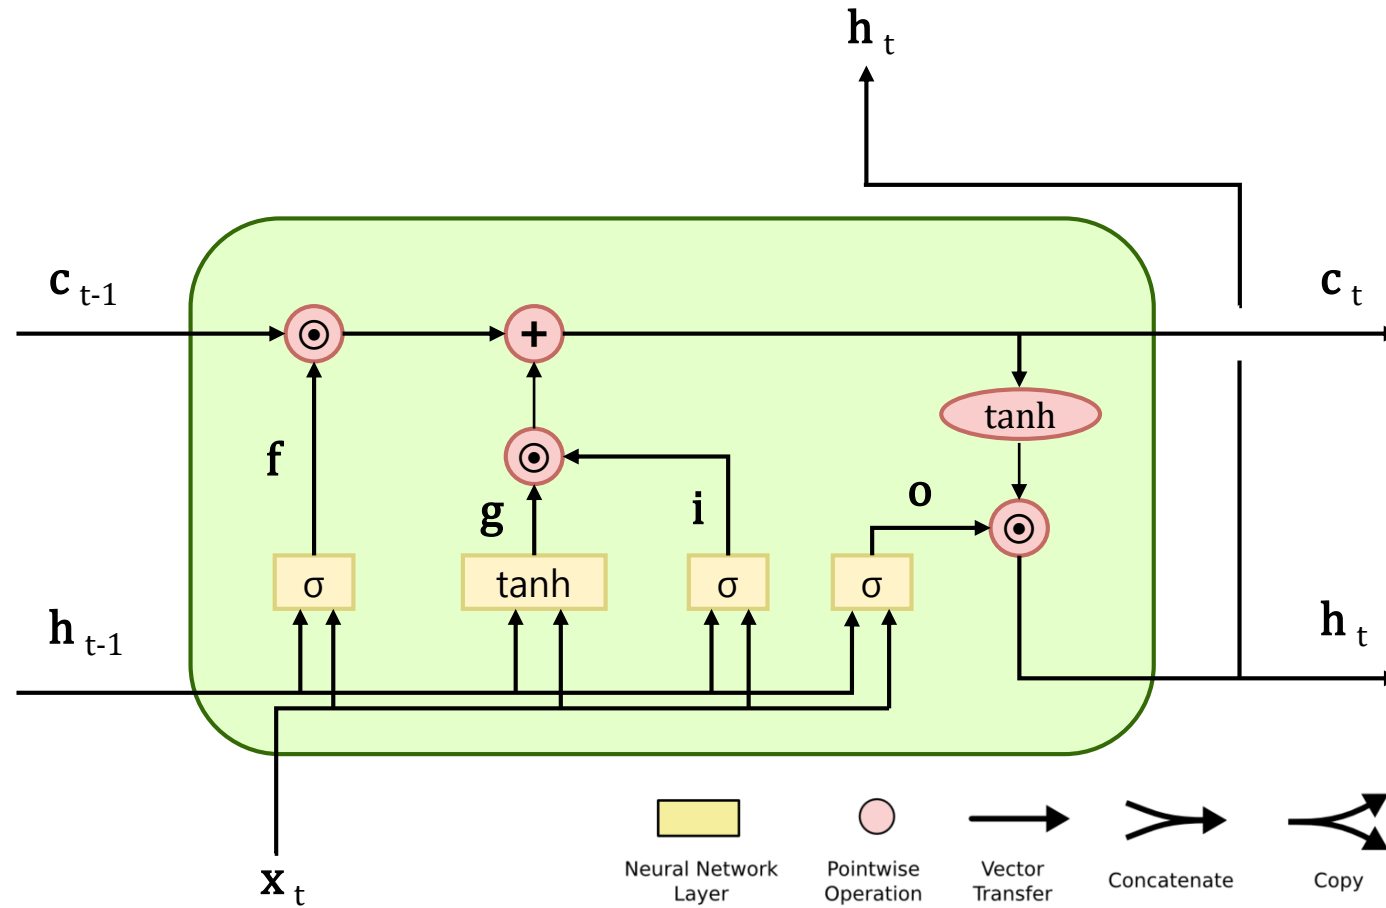 h t
c t-1
c t
⊙
+
tanh
f
⊙
o
g
i
⊙
σ
tanh
σ
σ
h t-1
h t
x t
Neural Network
Layer
Pointwise
Operation
Vector
Transfer
Concatenate
Copy